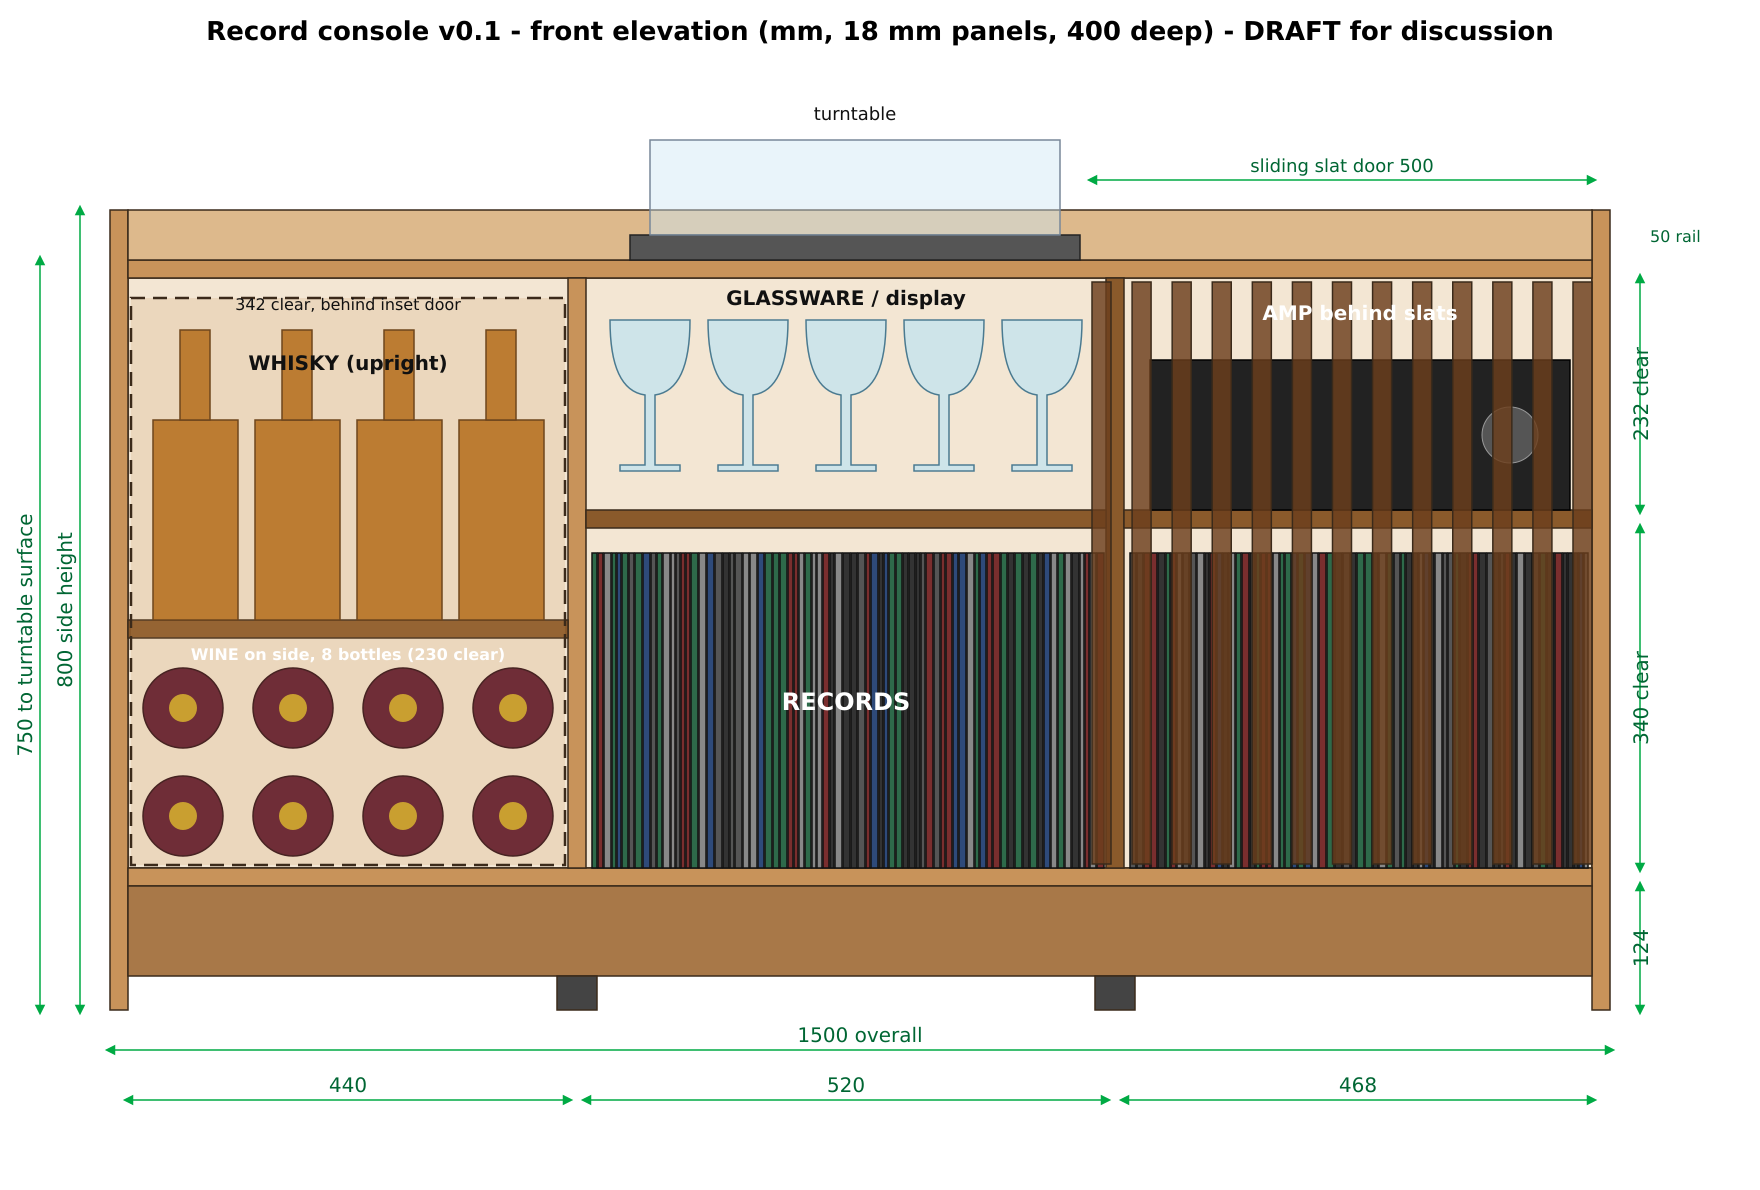 Record console v0.1 - front elevation (mm, 18 mm panels, 400 deep) - DRAFT for discussion
turntable
sliding slat door 500
50 rail
342 clear, behind inset door
GLASSWARE / display
AMP behind slats
WHISKY (upright)
232 clear
750 to turntable surface
800 side height
WINE on side, 8 bottles (230 clear)
RECORDS
340 clear
124
1500 overall
440
520
468